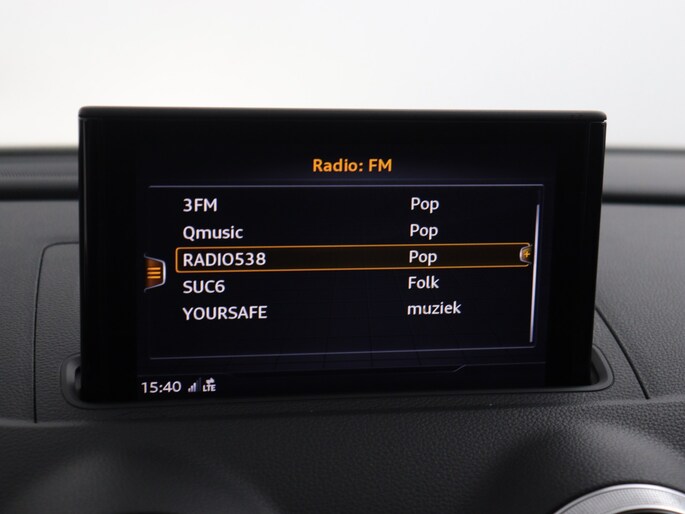 Radio: FM
3FM Pop
Qmusic Pop
RADIO538 Pop
SUC6 Folk
YOURSAFE muziek
15:40 LTE